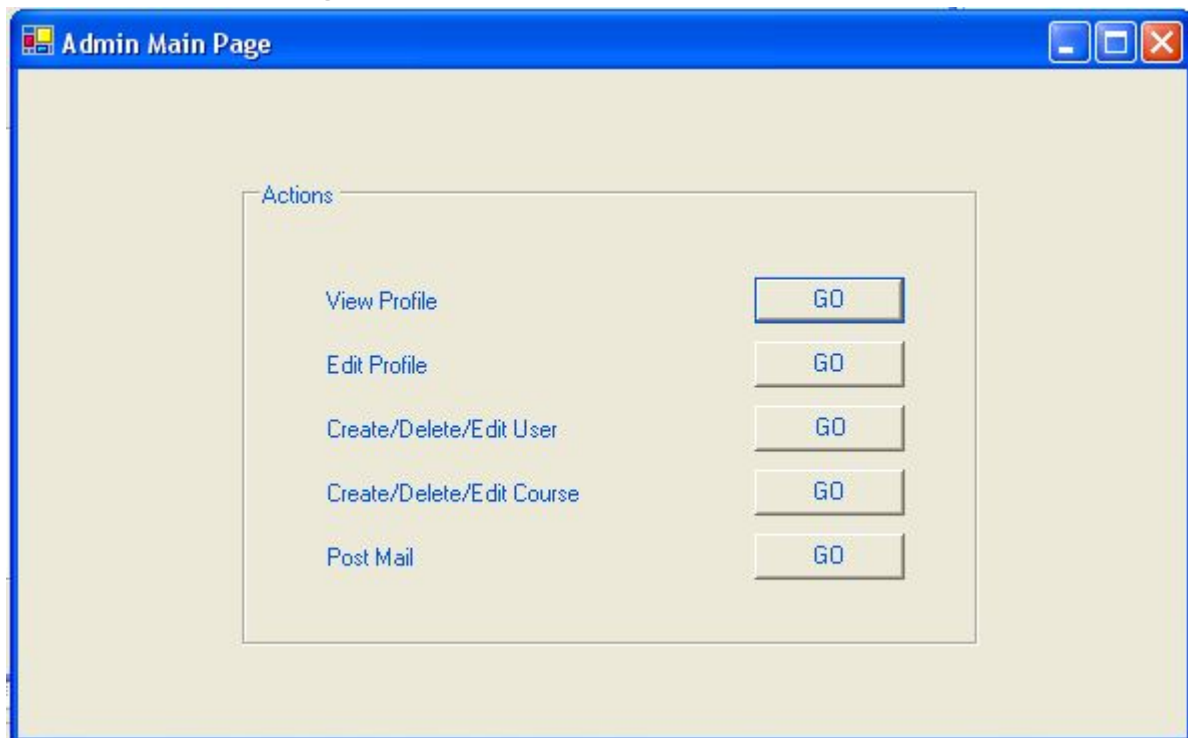 Admin Main Page
Actions
View Profile GO
Edit Profile GO
Create/Delete/Edit User GO
Create/Delete/Edit Course GO
Post Mail GO